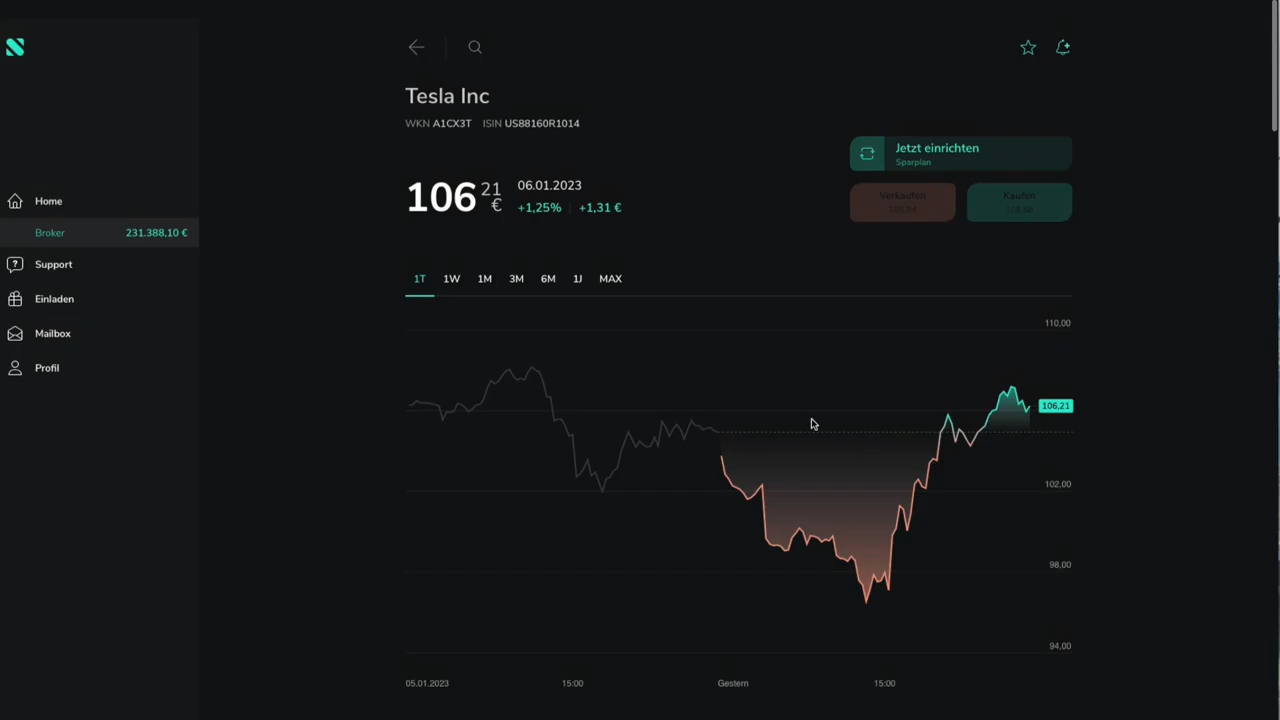 Tesla Inc
WKN A1CX3T ISIN US88160R1014
Jetzt einrichten
Sparplan
106 21 €
06.01.2023
+1,25% +1,31 €
Verkaufen
Kaufen
Home
Broker 231.388,10 €
Support
Einladen
Mailbox
Profil
1T 1W 1M 3M 6M 1J MAX
110,00
106,21
102,00
98,00
94,00
05.01.2023 15:00 Gestern 15:00